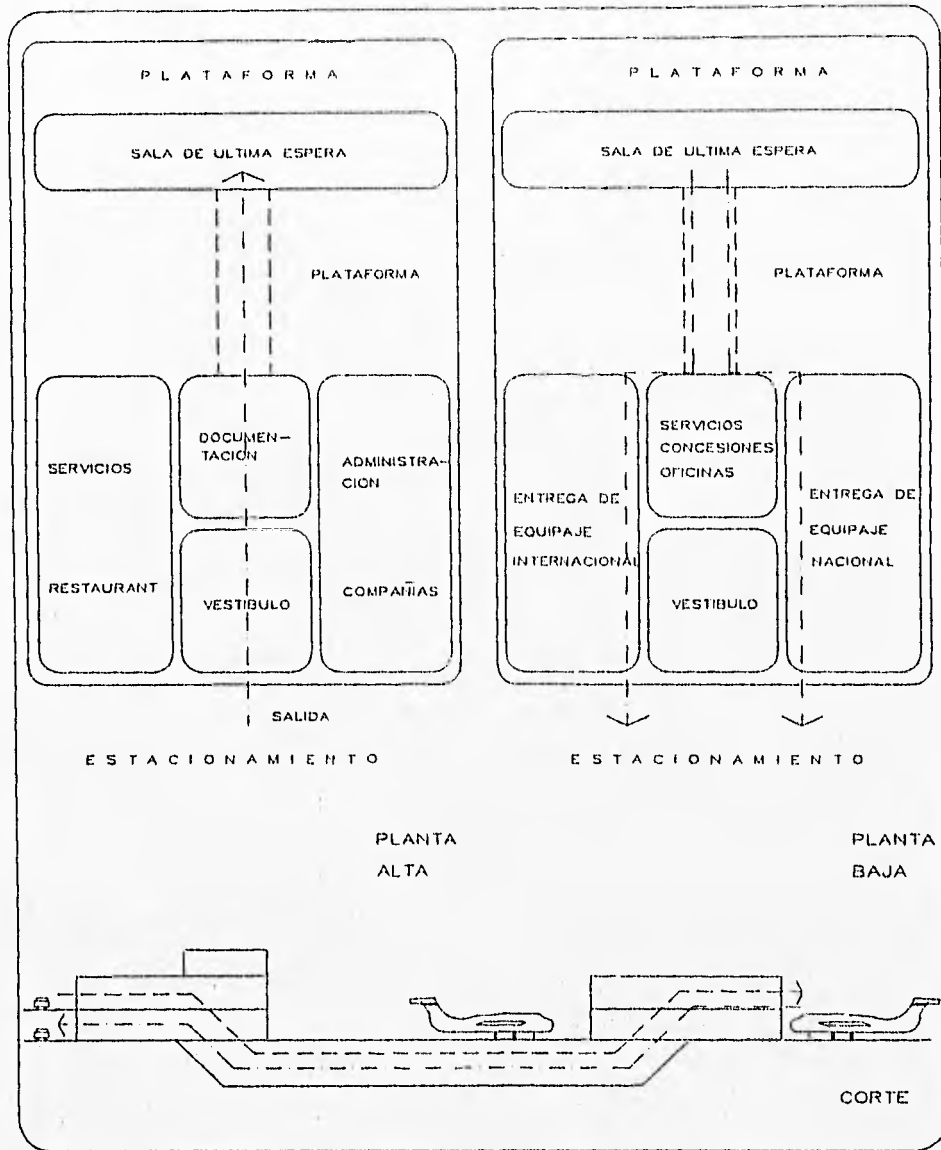 PLATAFORMA
SALA DE ULTIMA ESPERA
PLATAFORMA
DOCUMEN-
TACION
SERVICIOS
ADMINISTRA-
CION
RESTAURANT
VESTIBULO
COMPAÑIAS
SALIDA
ESTACIONAMIENTO
PLANTA
ALTA
PLATAFORMA
SALA DE ULTIMA ESPERA
PLATAFORMA
SERVICIOS
CONCESIONES
OFICINAS
ENTREGA DE
EQUIPAJE
INTERNACIONAL
VESTIBULO
ENTREGA DE
EQUIPAJE
NACIONAL
ESTACIONAMIENTO
PLANTA
BAJA
CORTE